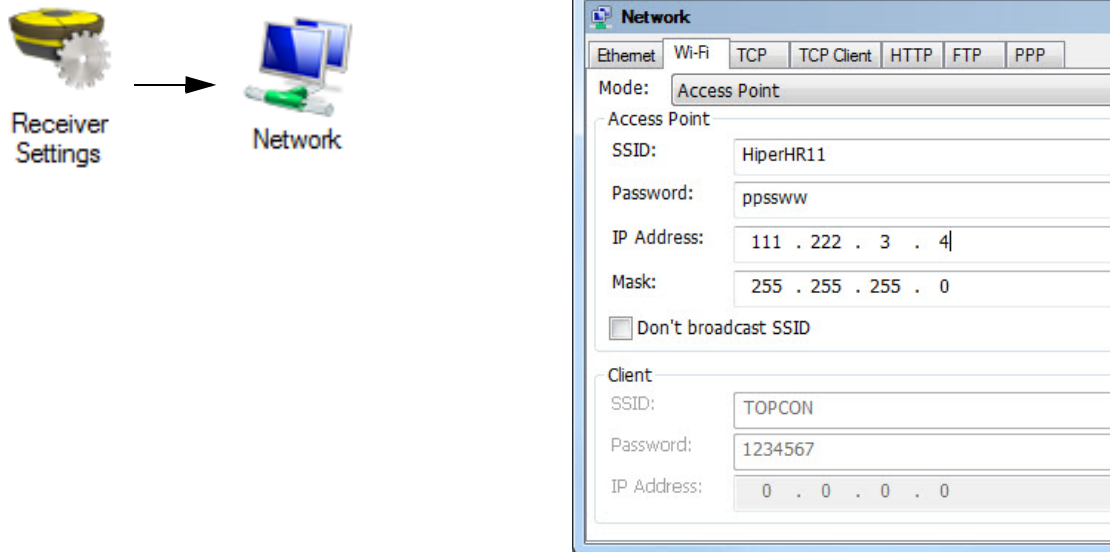 Receiver
Settings
Network
Network
Ethernet Wi-Fi TCP TCP Client HTTP FTP PPP
Mode: Access Point
Access Point
SSID: HiperHR11
Password: ppssww
IP Address: 111 . 222 . 3 . 4
Mask: 255 . 255 . 255 . 0
Don't broadcast SSID
Client
SSID: TOPCON
Password: 1234567
IP Address: 0 . 0 . 0 . 0